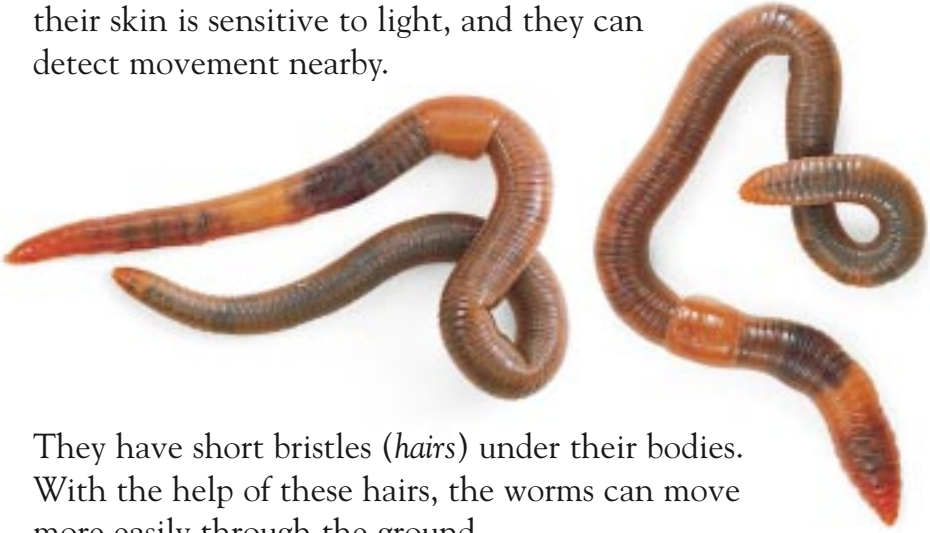 their skin is sensitive to light, and they can
detect movement nearby.
They have short bristles (hairs) under their bodies.
With the help of these hairs, the worms can move
more easily through the ground